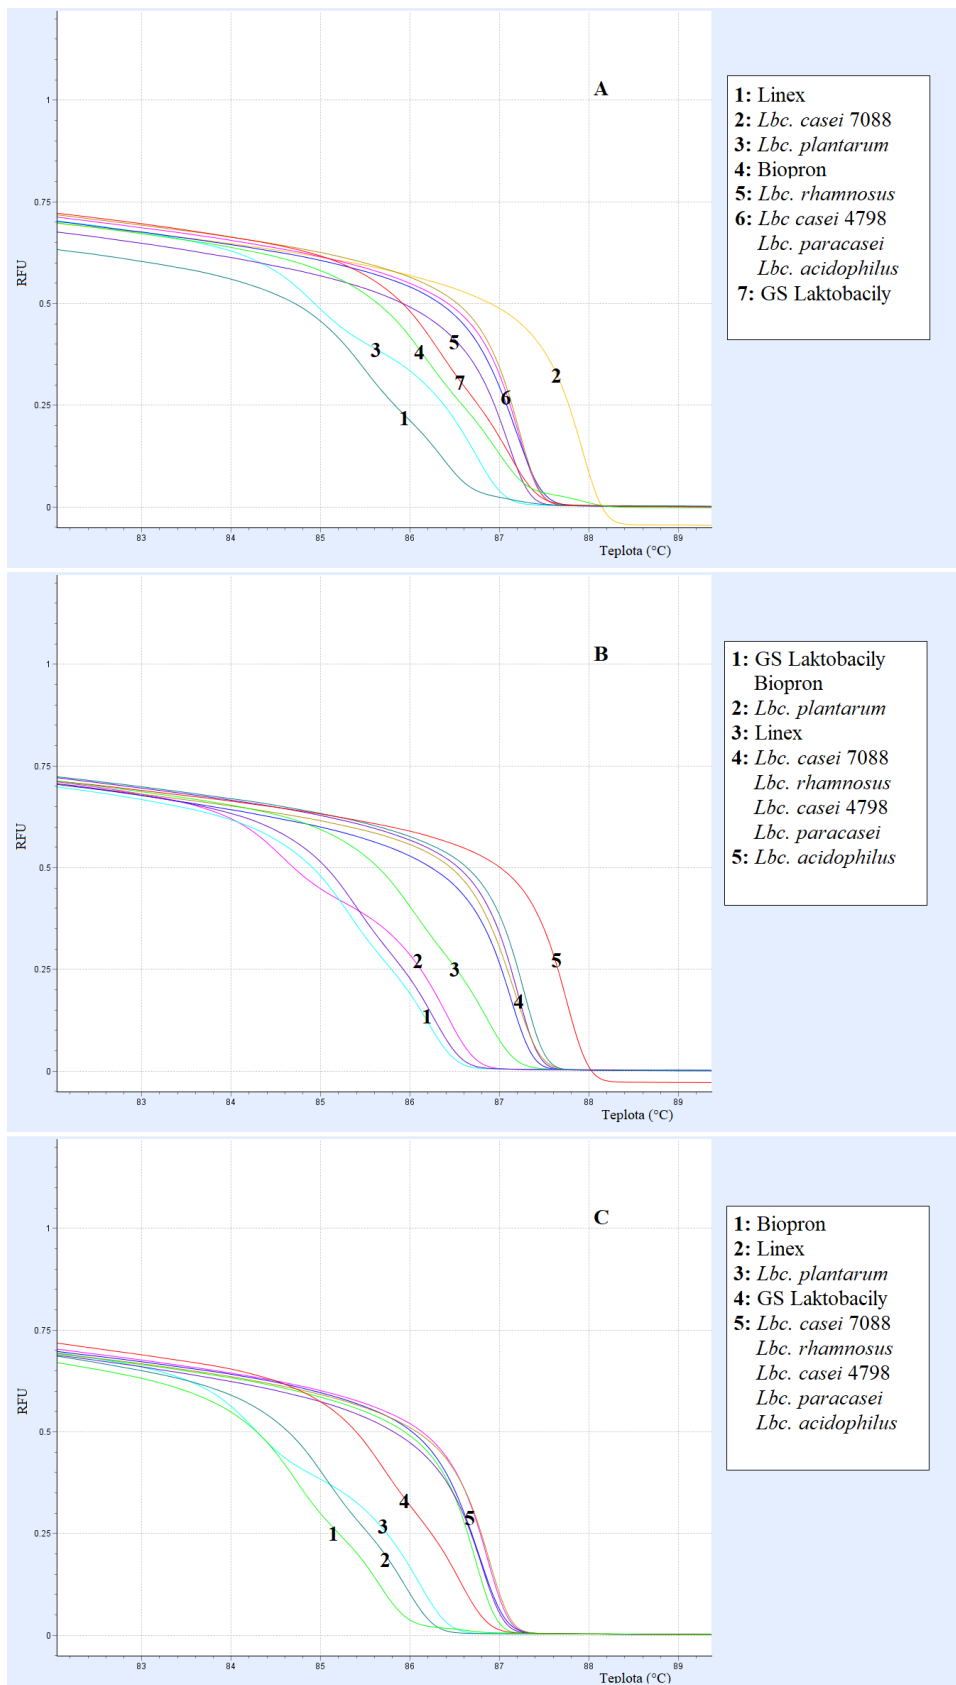 A
1: Linex
2: Lbc. casei 7088
3: Lbc. plantarum
4: Biopron
5: Lbc. rhamnosus
6: Lbc casei 4798
Lbc. paracasei
Lbc. acidophilus
7: GS Laktobacily
1
0.75
RFU
0.5
0.25
0
1
2
3
4
5
6
7
83
84
85
86
87
88
89
Teplota (°C)
B
1: GS Laktobacily
Biopron
2: Lbc. plantarum
3: Linex
4: Lbc. casei 7088
Lbc. rhamnosus
Lbc. casei 4798
Lbc. paracasei
5: Lbc. acidophilus
1
0.75
RFU
0.5
0.25
0
1
2
3
4
5
83
84
85
86
87
88
89
Teplota (°C)
C
1: Biopron
2: Linex
3: Lbc. plantarum
4: GS Laktobacily
5: Lbc. casei 7088
Lbc. rhamnosus
Lbc. casei 4798
Lbc. paracasei
Lbc. acidophilus
1
0.75
RFU
0.5
0.25
0
1
2
3
4
5
83
84
85
86
87
88
89
Teplota (°C)